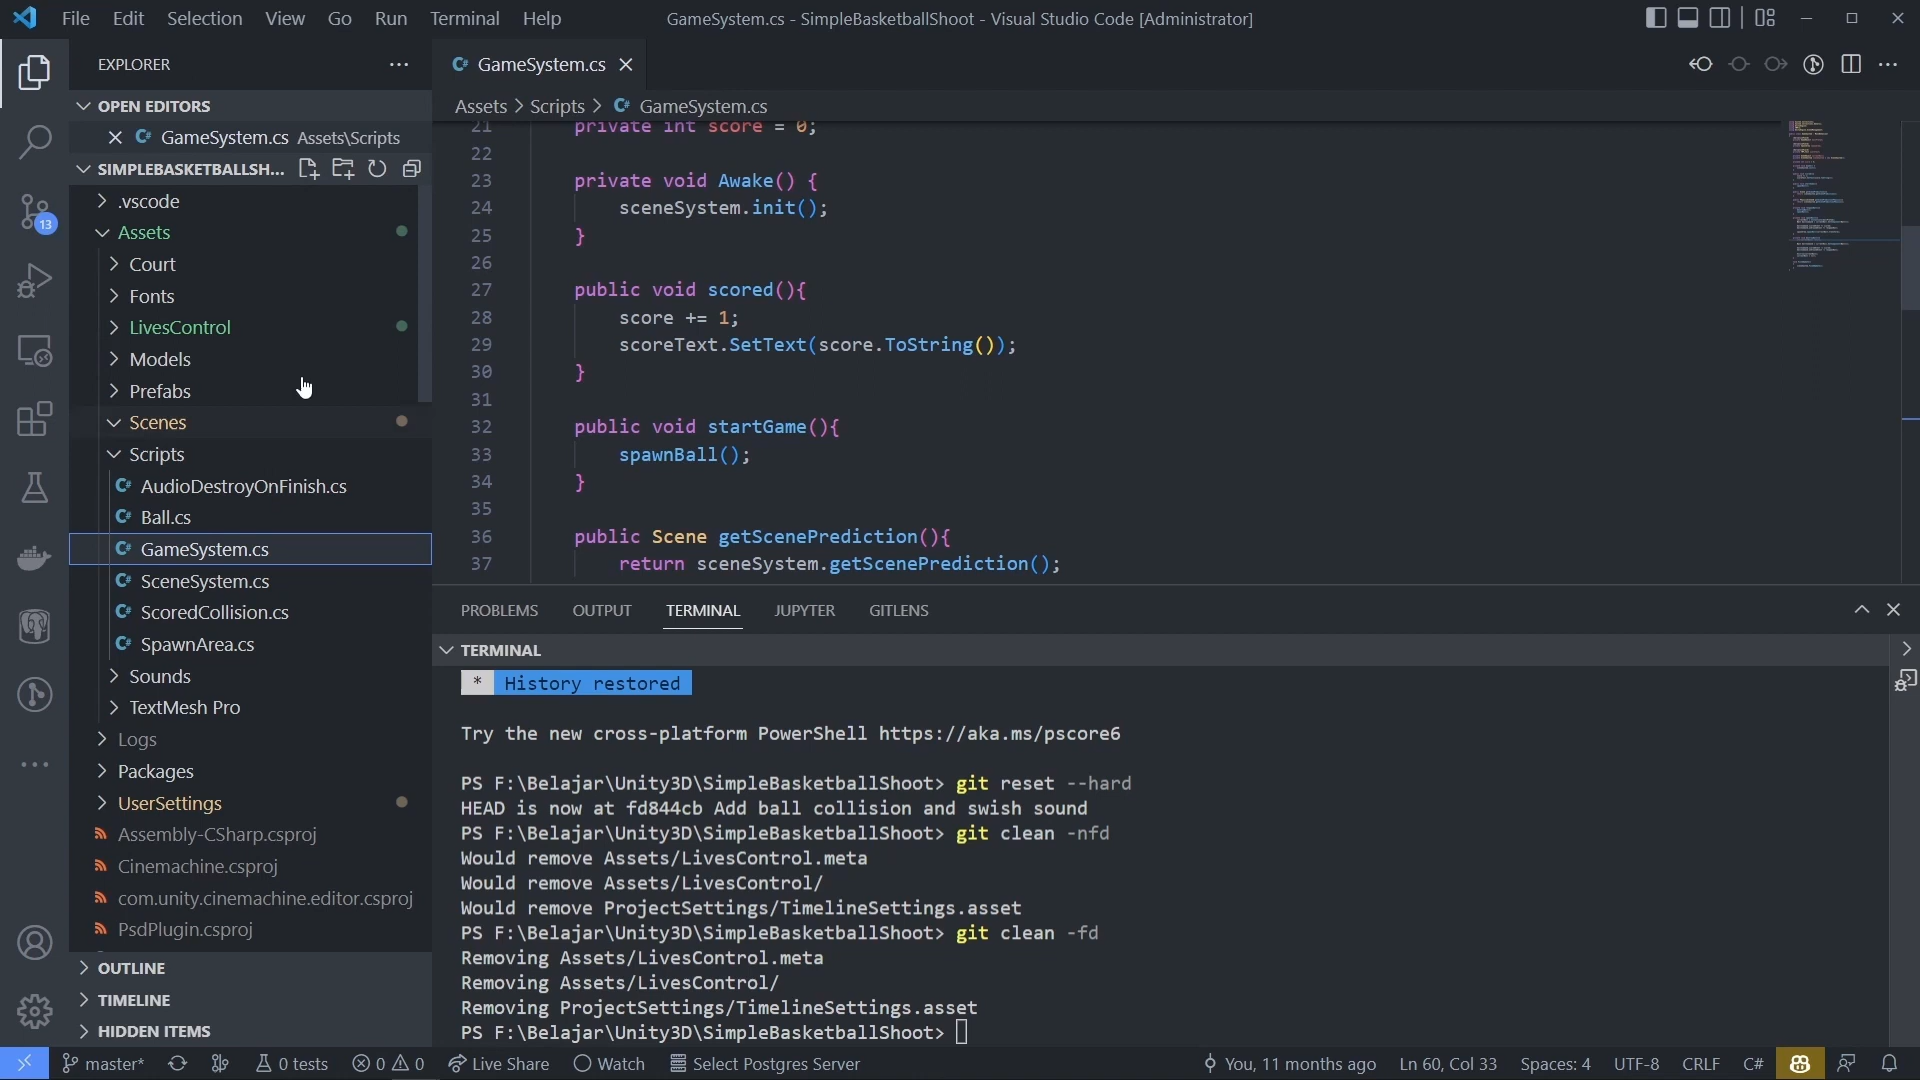 File Edit Selection View Go Run Terminal Help
GameSystem.cs - SimpleBasketballShoot - Visual Studio Code [Administrator]
EXPLORER
OPEN EDITORS
GameSystem.cs Assets\Scripts
SIMPLEBASKETBALLSH...
.vscode
Assets
Court
Fonts
LivesControl
Models
Prefabs
Scenes
Scripts
C# AudioDestroyOnFinish.cs
C# Ball.cs
C# GameSystem.cs
C# SceneSystem.cs
C# ScoredCollision.cs
C# SpawnArea.cs
Sounds
TextMesh Pro
Logs
Packages
UserSettings
Assembly-CSharp.csproj
Cinemachine.csproj
com.unity.cinemachine.editor.csproj
PsdPlugin.csproj
OUTLINE
TIMELINE
HIDDEN ITEMS
13
C# GameSystem.cs
Assets > Scripts > C# GameSystem.cs
21 private int score = 0;
22
23 private void Awake() {
24 sceneSystem.init();
25 }
26
27 public void scored(){
28 score += 1;
29 scoreText.SetText(score.ToString());
30 }
31
32 public void startGame(){
33 spawnBall();
34 }
35
36 public Scene getScenePrediction(){
37 return sceneSystem.getScenePrediction();
PROBLEMS OUTPUT TERMINAL JUPYTER GITLENS
TERMINAL
* History restored
Try the new cross-platform PowerShell https://aka.ms/pscore6
PS F:\Belajar\Unity3D\SimpleBasketballShoot> git reset --hard
HEAD is now at fd844cb Add ball collision and swish sound
PS F:\Belajar\Unity3D\SimpleBasketballShoot> git clean -nfd
Would remove Assets/LivesControl.meta
Would remove Assets/LivesControl/
Would remove ProjectSettings/TimelineSettings.asset
PS F:\Belajar\Unity3D\SimpleBasketballShoot> git clean -fd
Removing Assets/LivesControl.meta
Removing Assets/LivesControl/
Removing ProjectSettings/TimelineSettings.asset
PS F:\Belajar\Unity3D\SimpleBasketballShoot>
master* 0 tests 0 0 Live Share Watch Select Postgres Server You, 11 months ago Ln 60, Col 33 Spaces: 4 UTF-8 CRLF C#